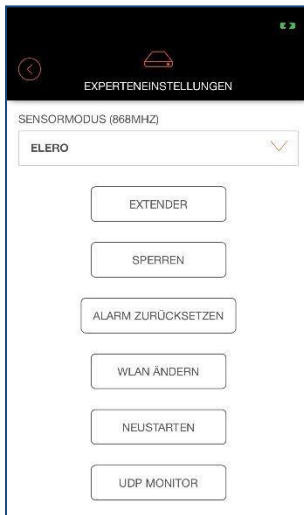 EXPERTENEINSTELLUNGEN
SENSORMODUS (868MHZ)
ELERO
EXTENDER
SPERREN
ALARM ZURÜCKSETZEN
WLAN ÄNDERN
NEUSTARTEN
UDP MONITOR